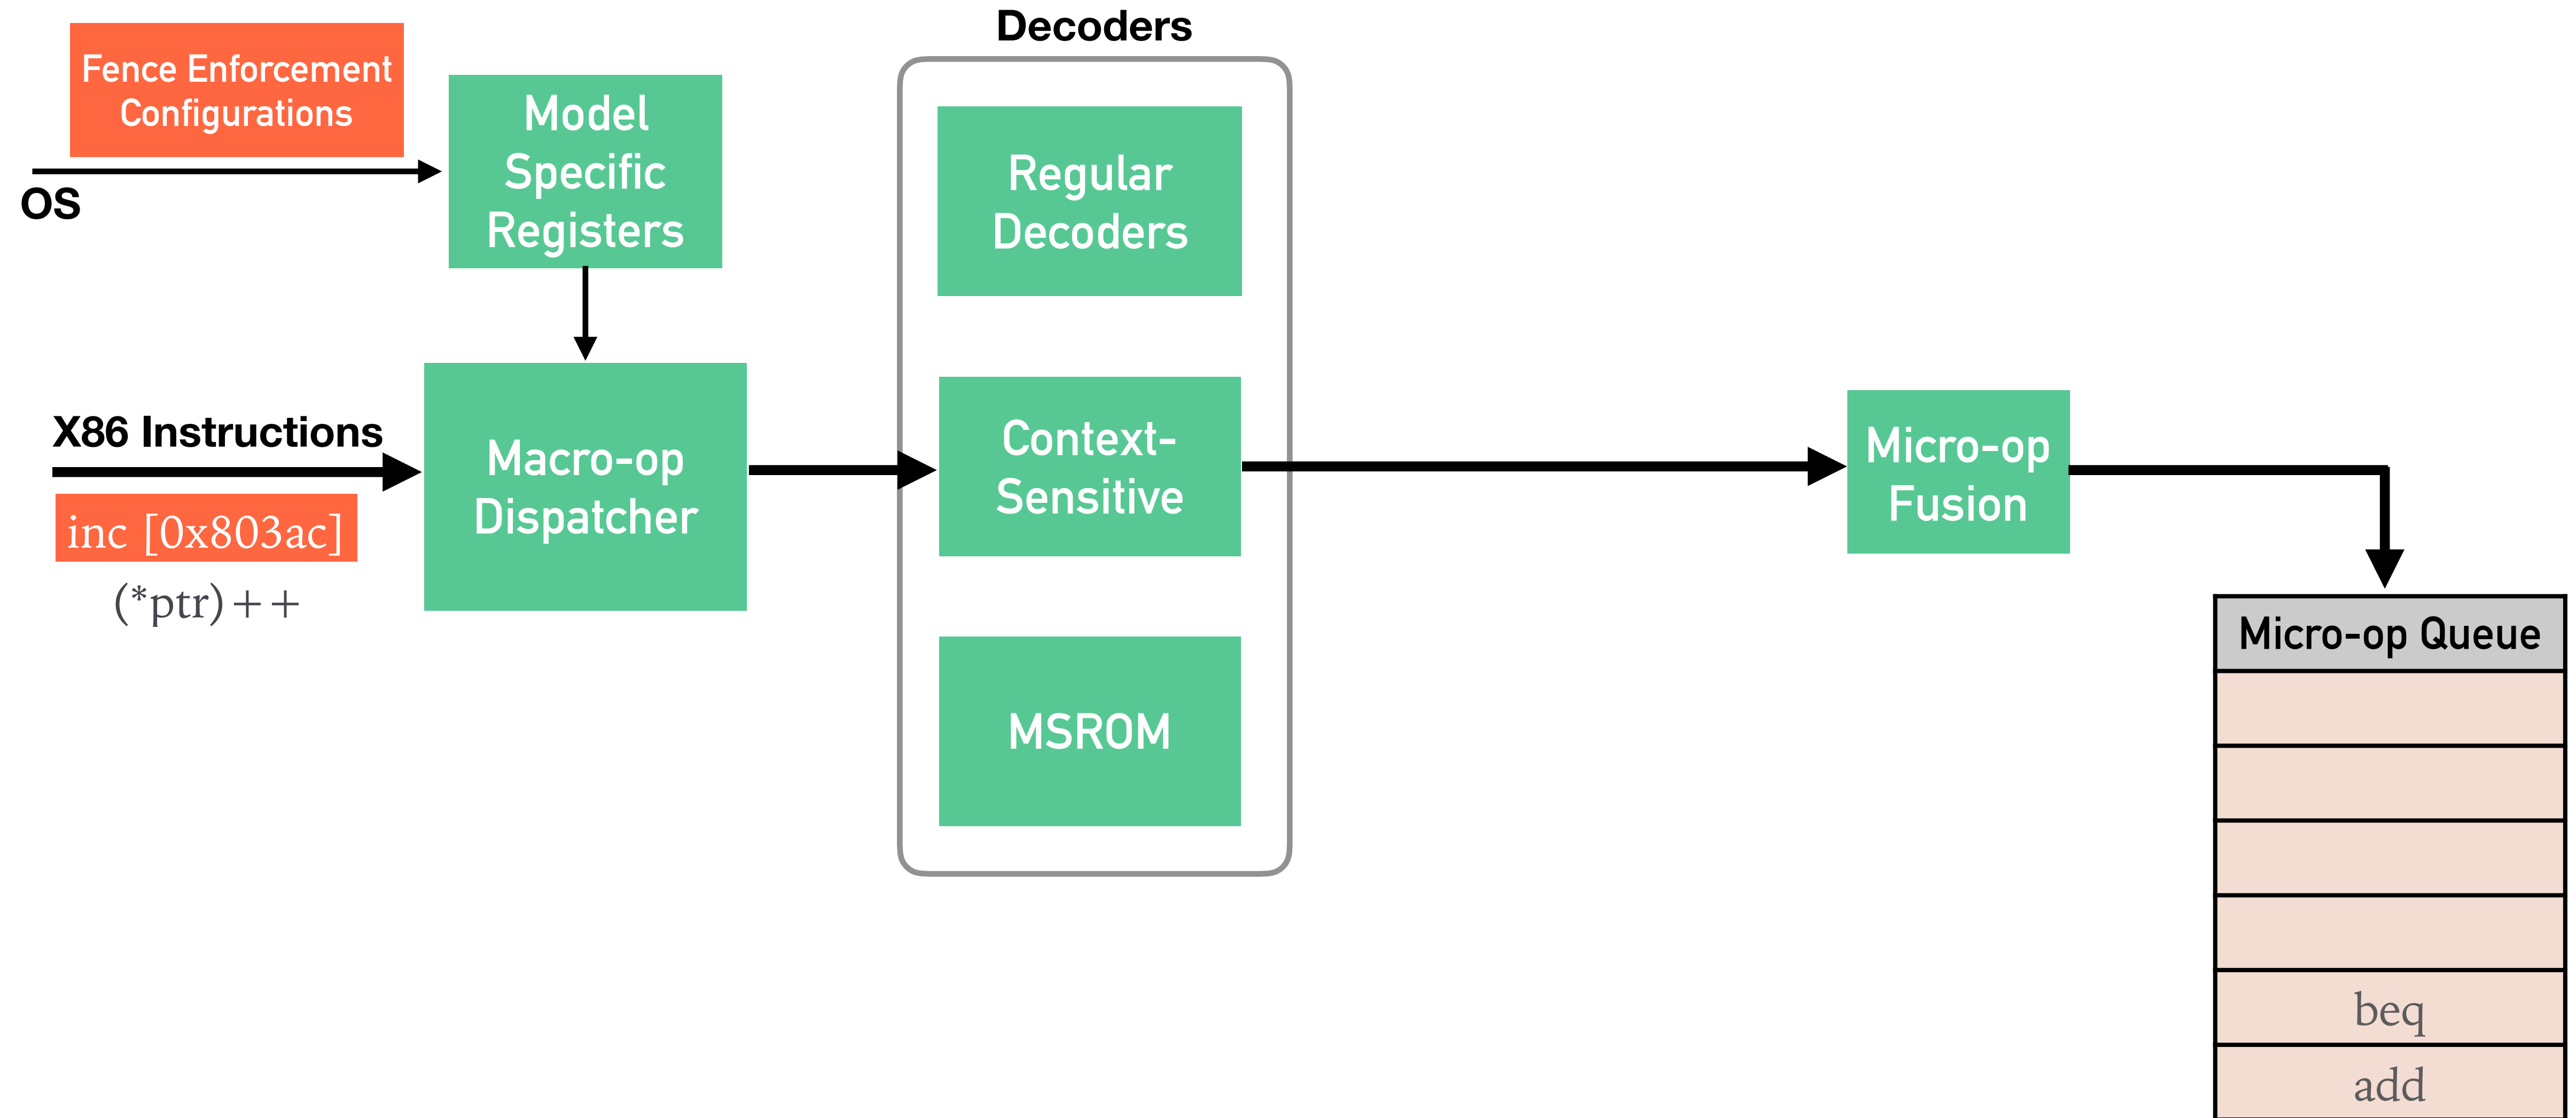 Decoders
Fence Enforcement
Configurations
OS
Model
Specific
Registers
X86 Instructions
inc [0x803ac]
(*ptr)++
Macro-op
Dispatcher
Regular
Decoders
Context-
Sensitive
MSROM
Micro-op
Fusion
Micro-op Queue
beq
add